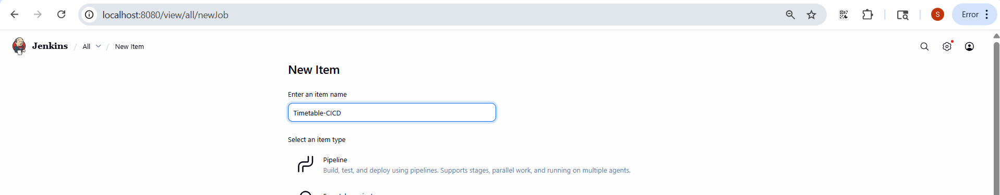 localhost:8080/view/all/newJob
S
Error
Jenkins / All / New Item
New Item
Enter an item name
Timetable-CICD
Select an item type
Pipeline
Build, test, and deploy using pipelines. Supports stages, parallel work, and running on multiple agents.